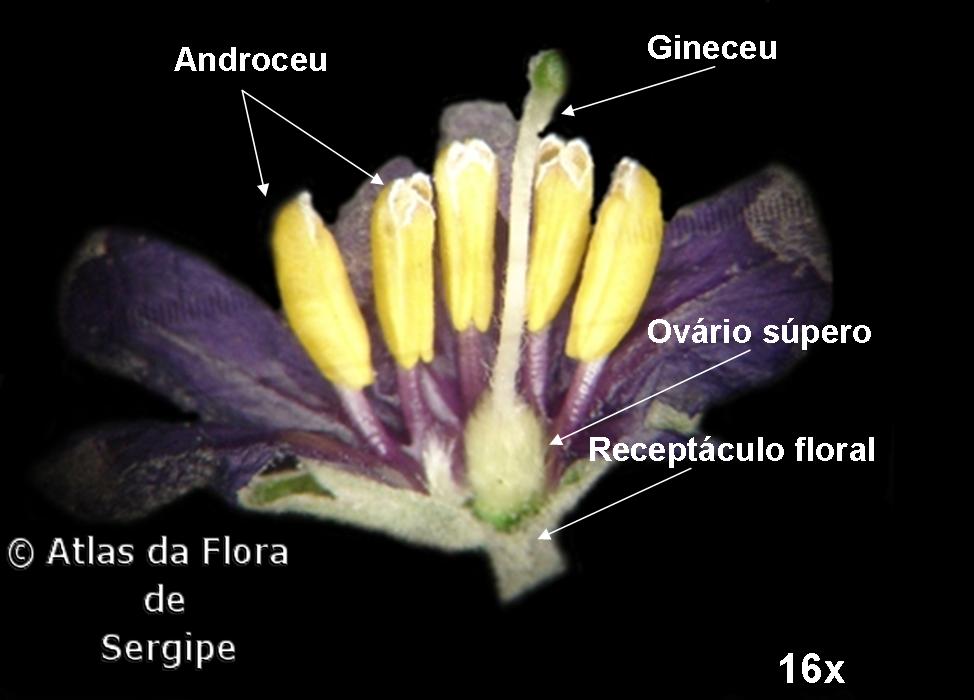 Androceu
Gineceu
Ovário súpero
Receptáculo floral
© Atlas da Flora
de
Sergipe
16x